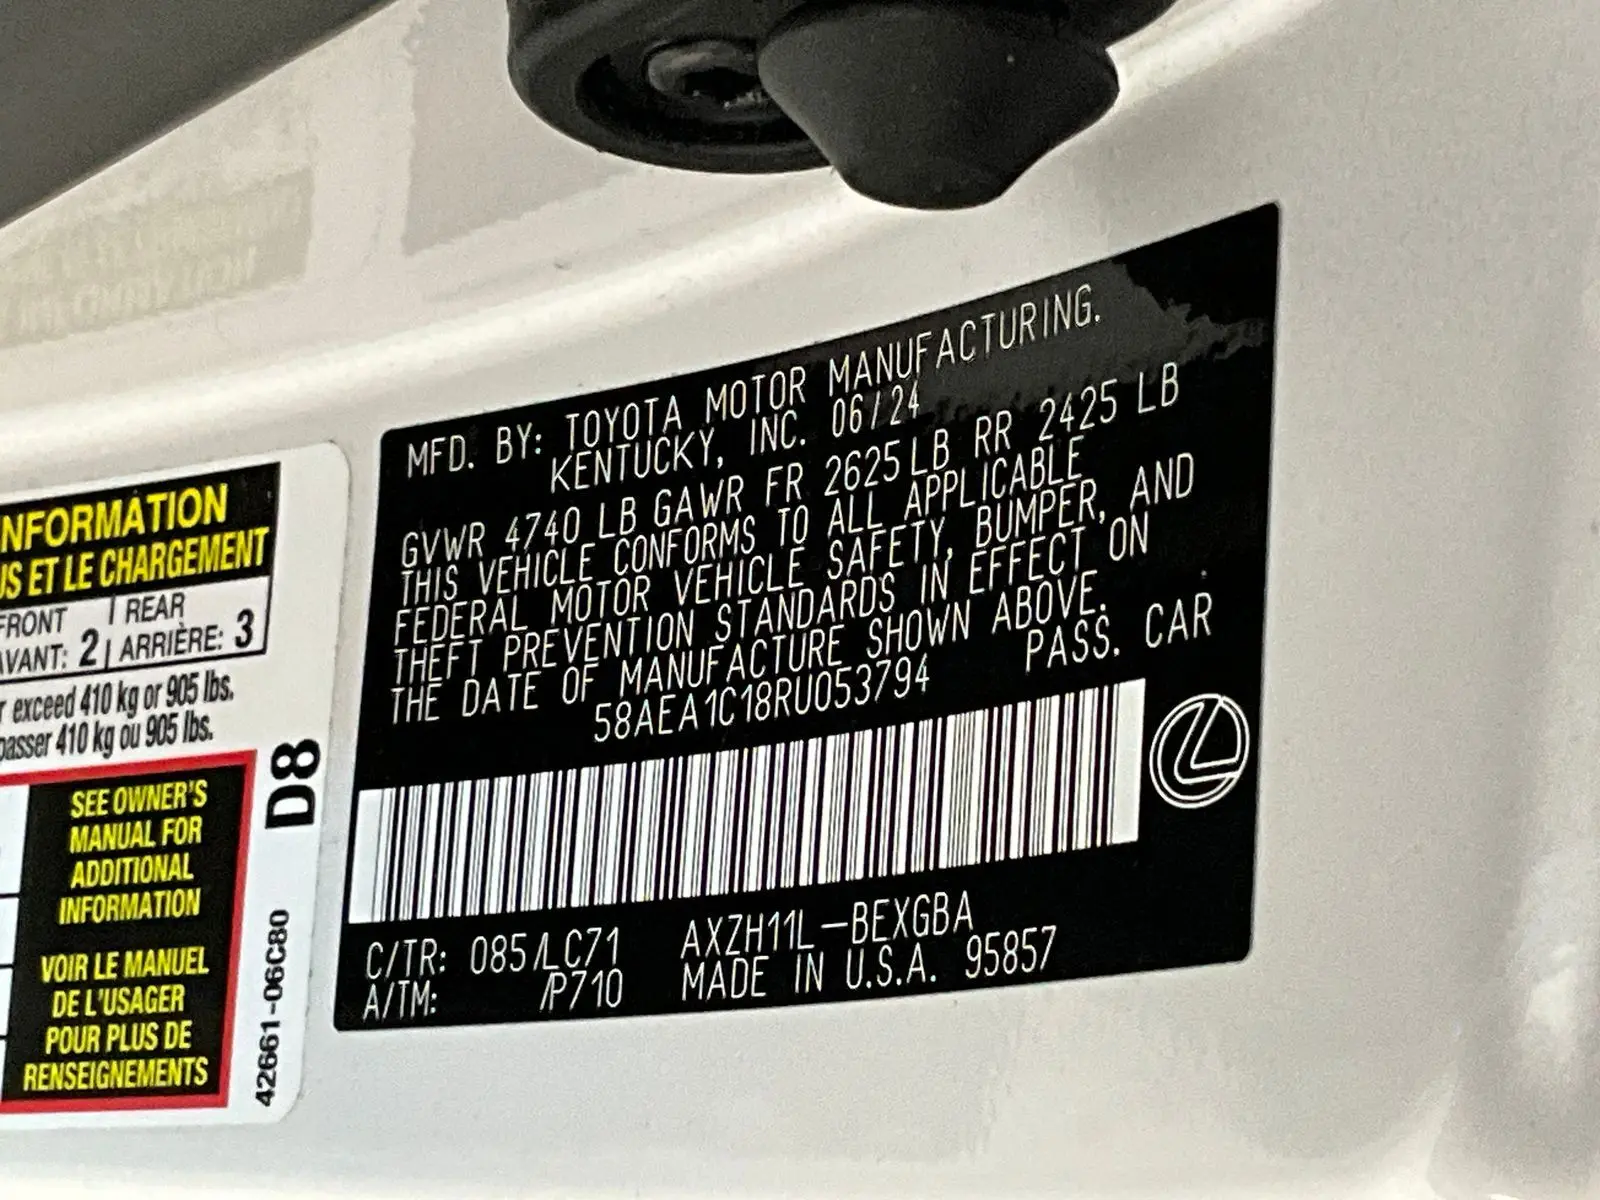 MFD. BY: TOYOTA MOTOR MANUFACTURING.
KENTUCKY, INC. 06/24
GVWR 4740 LB GAWR FR 2625 LB RR 2425 LB
THIS VEHICLE CONFORMS TO ALL APPLICABLE
FEDERAL MOTOR VEHICLE SAFETY, BUMPER, AND
THEFT PREVENTION STANDARDS IN EFFECT ON
THE DATE OF MANUFACTURE SHOWN ABOVE.
58AEA1C18RU053794 PASS. CAR
C/TR: 085/LC71 AXZH11L-BEXGBA
A/TM: /P710 MADE IN U.S.A. 95857
NFORMATION
US ET LE CHARGEMENT
FRONT | REAR
AVANT: 2 | ARRIÈRE: 3
r exceed 410 kg or 905 lbs.
passer 410 kg ou 905 lbs.
SEE OWNER'S
MANUAL FOR
ADDITIONAL
INFORMATION
VOIR LE MANUEL
DE L'USAGER
POUR PLUS DE
RENSEIGNEMENTS
D8
42661-06C80